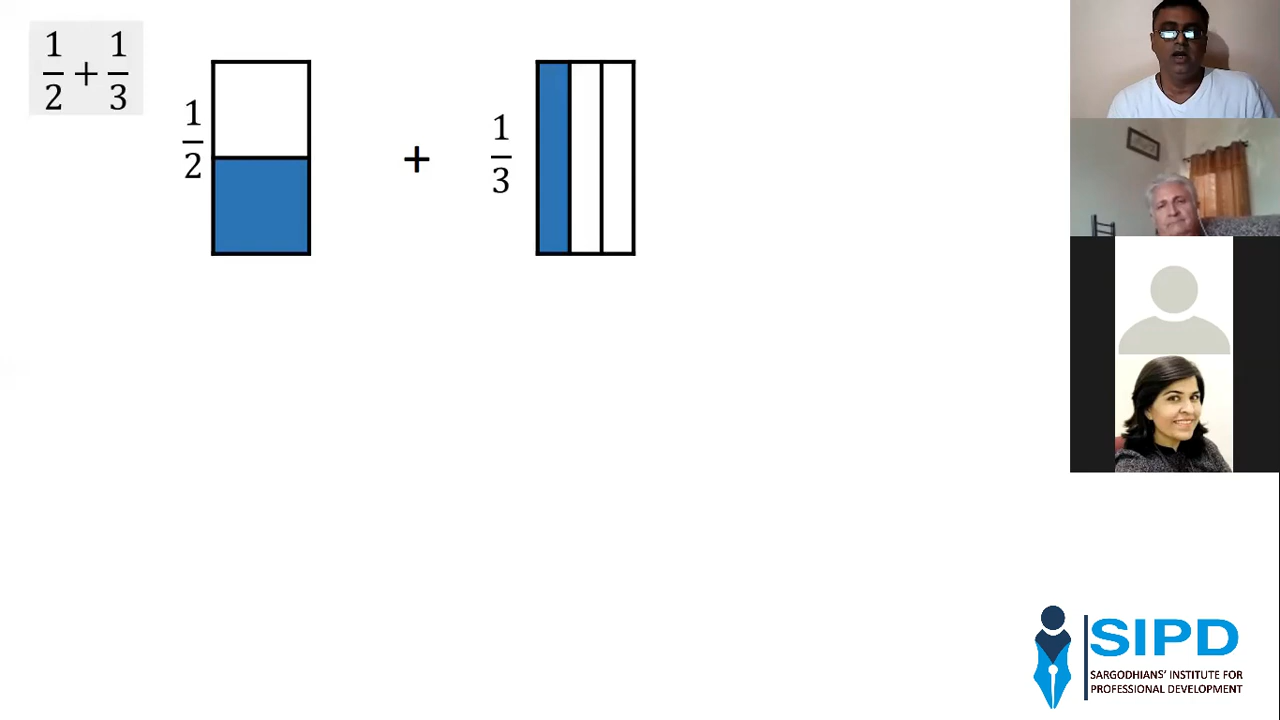 1/2 + 1/3
1/2
+
1/3
SIPD
SARGODHIANS' INSTITUTE FOR
PROFESSIONAL DEVELOPMENT